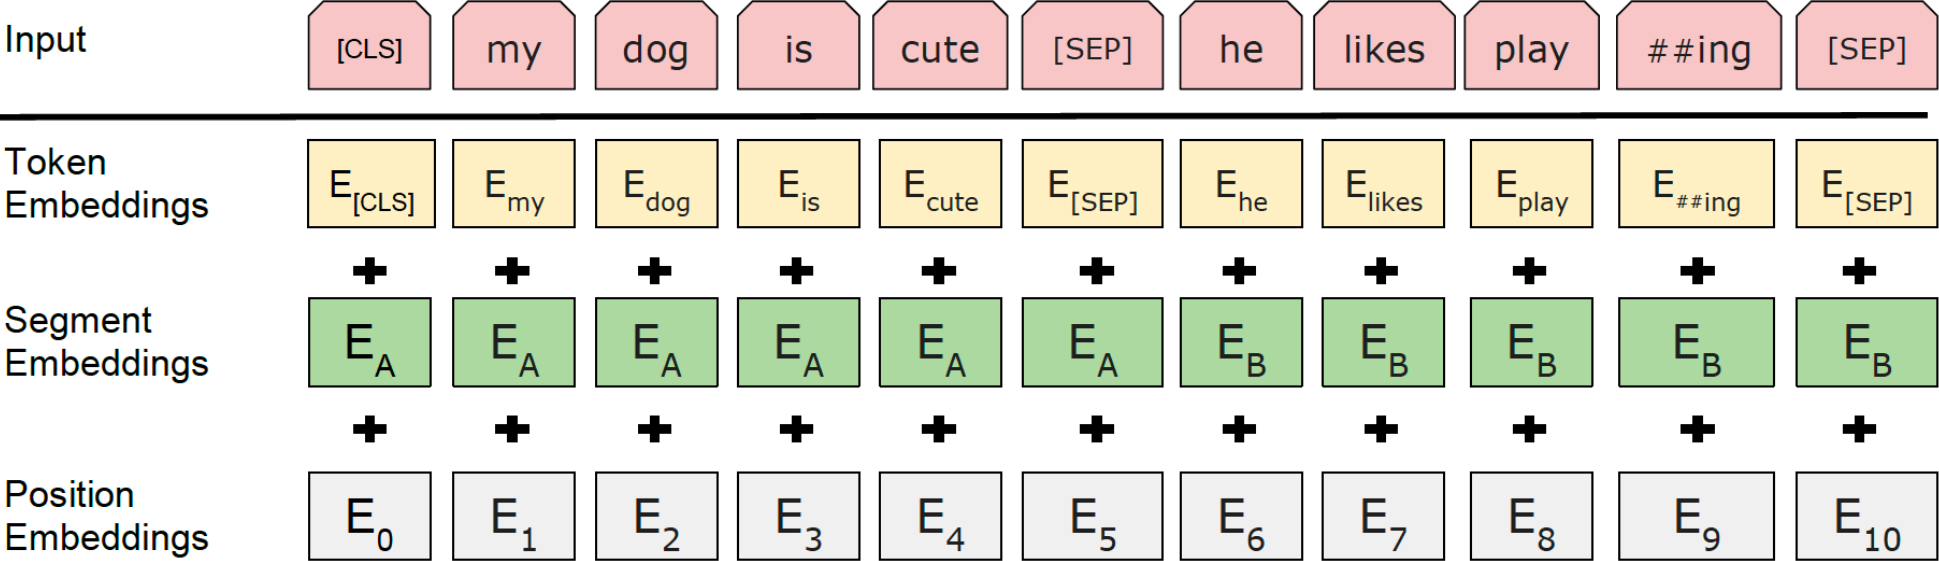 Input [CLS] my dog is cute [SEP] he likes play ##ing [SEP]
Token Embeddings E[CLS] Emy Edog Eis Ecute E[SEP] Ehe Elikes Eplay E##ing E[SEP]
+ + + + + + + + + + +
Segment Embeddings EA EA EA EA EA EA EB EB EB EB EB
+ + + + + + + + + + +
Position Embeddings E0 E1 E2 E3 E4 E5 E6 E7 E8 E9 E10